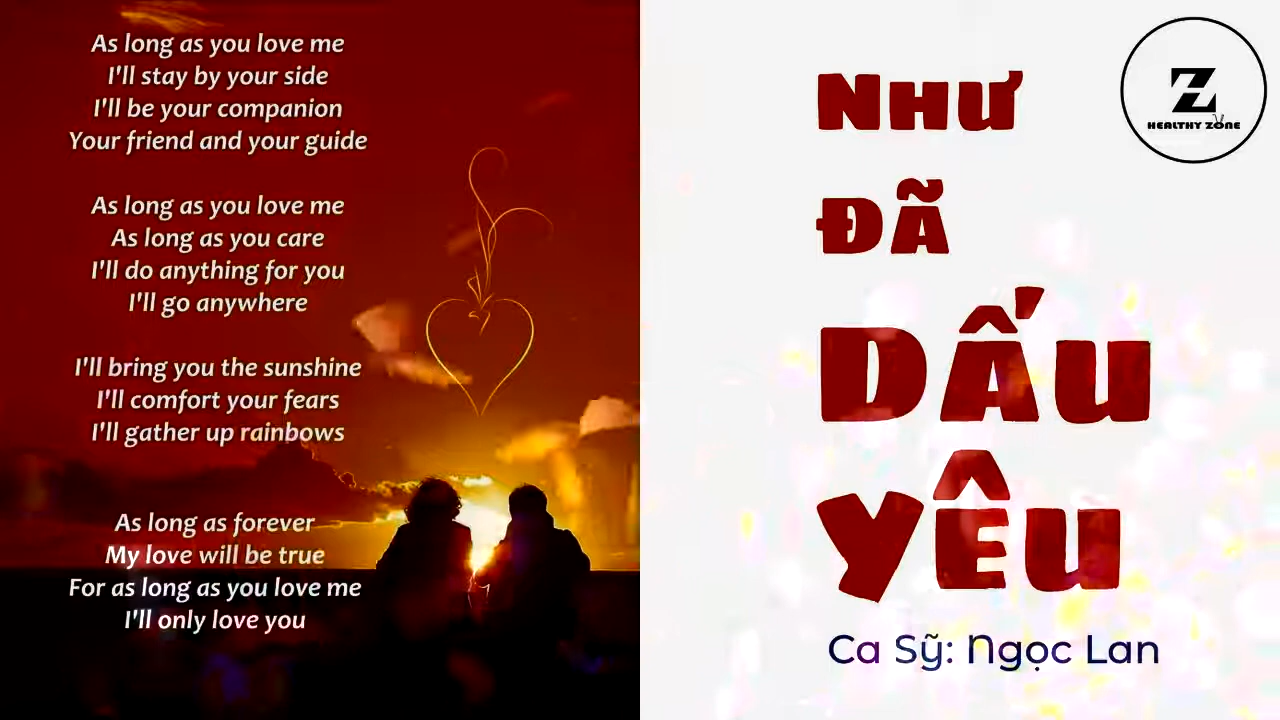 As long as you love me
I'll stay by your side
I'll be your companion
Your friend and your guide
As long as you love me
As long as you care
I'll do anything for you
I'll go anywhere
I'll bring you the sunshine
I'll comfort your fears
I'll gather up rainbows
As long as forever
My love will be true
For as long as you love me
I'll only love you
NHƯ
ĐÃ
DẤU
YÊU
Ca Sỹ: Ngọc Lan
Z
HEALTHY ZONE